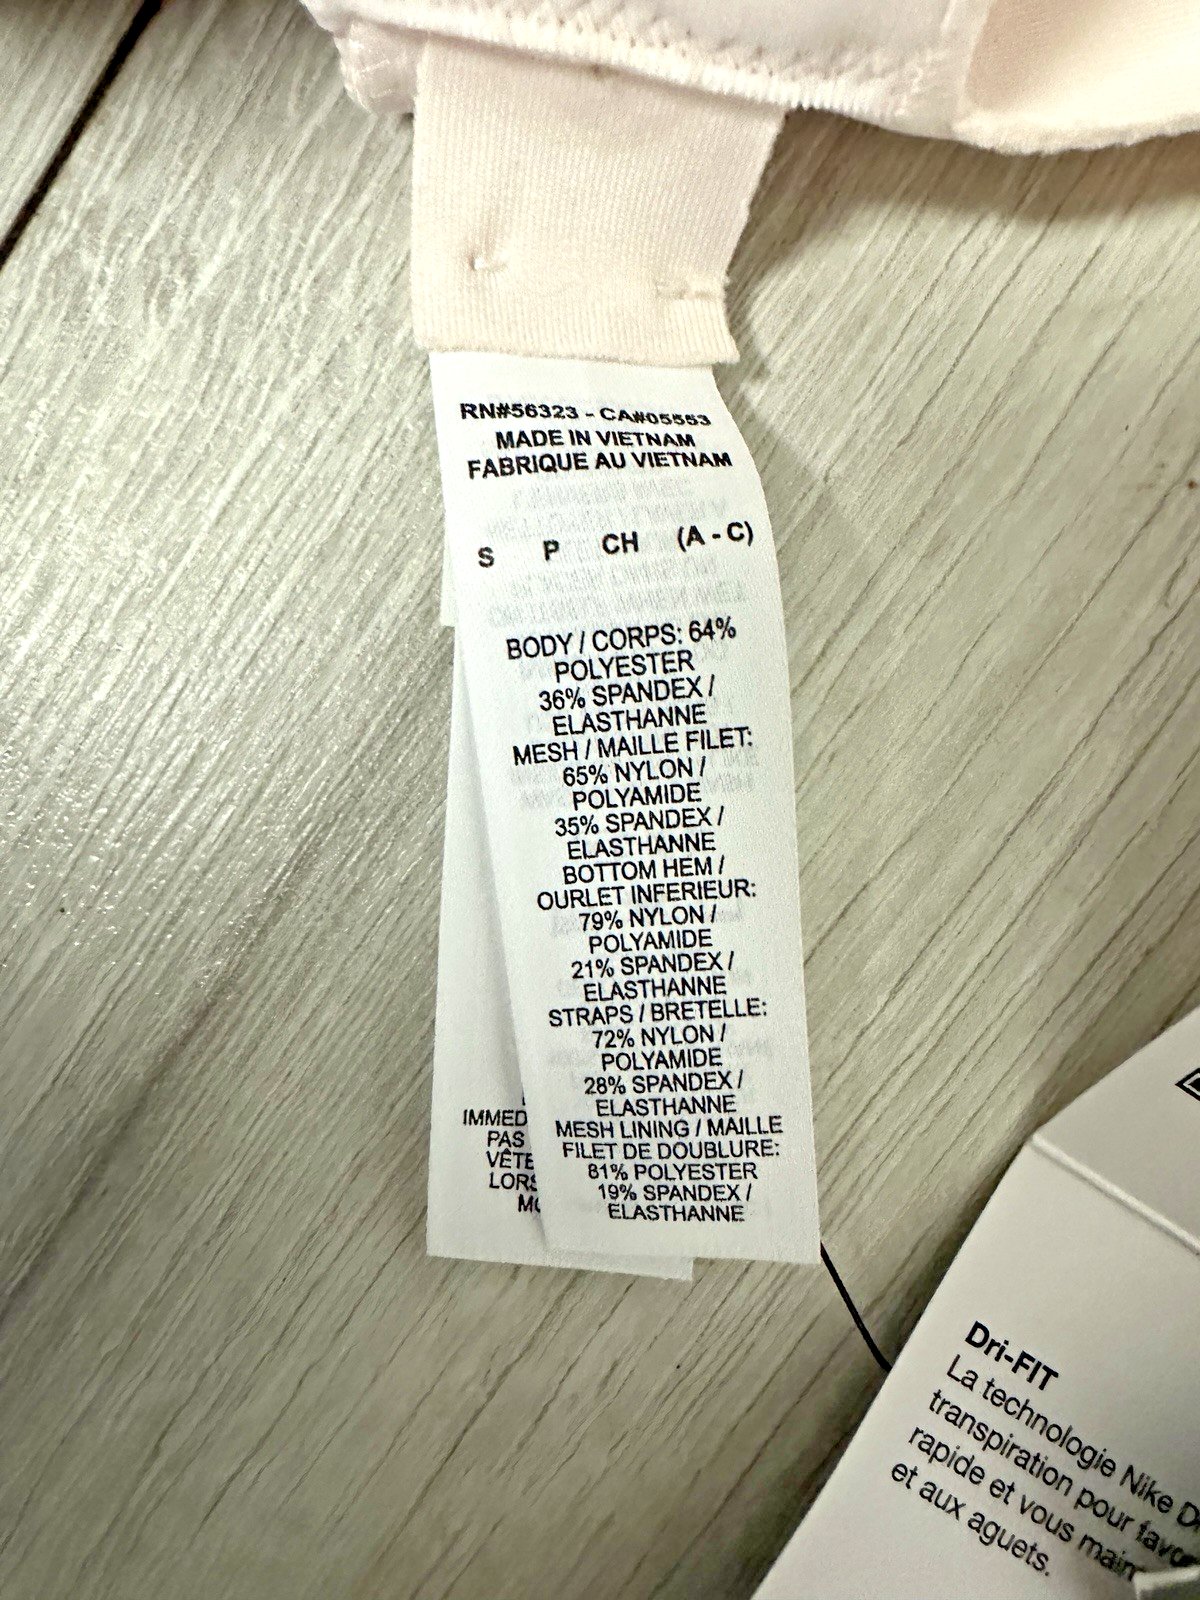 RN#56323 - CA#05553
MADE IN VIETNAM
FABRIQUE AU VIETNAM
S P CH (A - C)
BODY / CORPS: 64%
POLYESTER
36% SPANDEX /
ELASTHANNE
MESH / MAILLE FILET:
65% NYLON /
POLYAMIDE
35% SPANDEX /
ELASTHANNE
BOTTOM HEM /
OURLET INFERIEUR:
79% NYLON /
POLYAMIDE
21% SPANDEX /
ELASTHANNE
STRAPS / BRETELLE:
72% NYLON /
POLYAMIDE
28% SPANDEX /
ELASTHANNE
MESH LINING / MAILLE
FILET DE DOUBLURE:
81% POLYESTER
19% SPANDEX /
ELASTHANNE
IMMED
PAS
VÊTE
LORS
MO
Dri-FIT
La technologie Nike D
transpiration pour favo
rapide et vous main
et aux aguets.